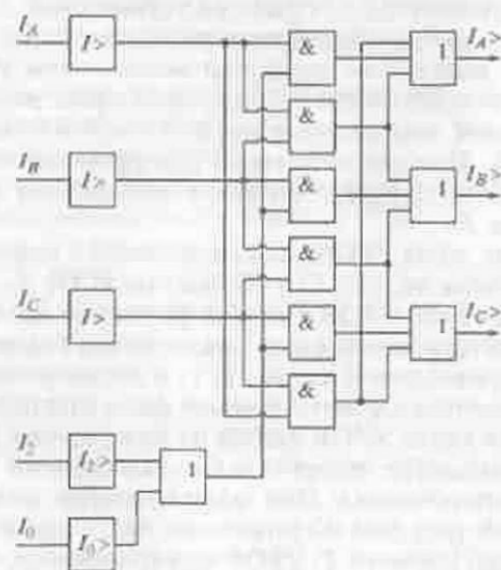 I_A
I>
&
1
I_A>
&
I_B
I>
&
1
I_B>
&
I_C
I>
&
1
I_C>
&
I_2
I_2>
1
I_0
I_0>